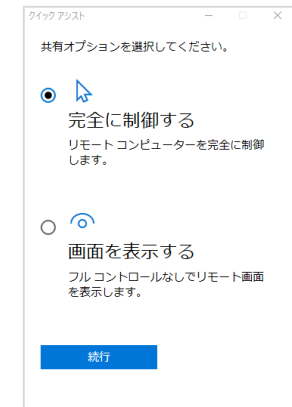 クイック アシスト
共有オプションを選択してください。
完全に制御する
リモート コンピューターを完全に制御
します。
画面を表示する
フル コントロールなしでリモート画面
を表示します。
続行